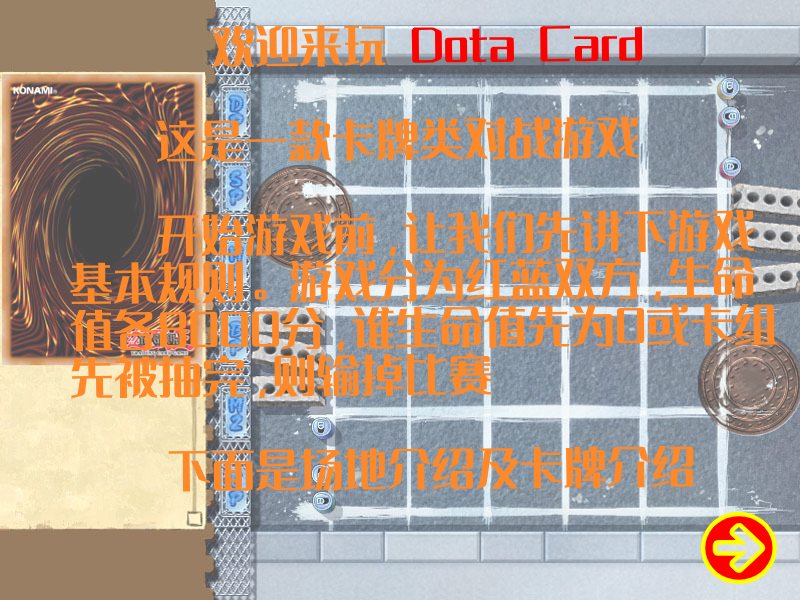 欢迎来玩 Dota Card
KONAMI
这是一款卡牌类对战游戏
开始游戏前,让我们先讲下游戏
基本规则。游戏分为红蓝双方,生命
值各8000分,谁生命值先为0或卡组
先被抽完,则输掉比赛
下面是场地介绍及卡牌介绍